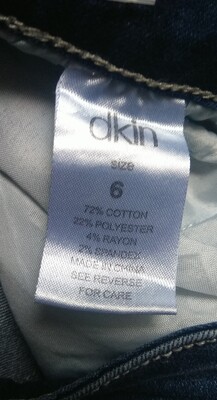 dkin
SIZE
6
72% COTTON
22% POLYESTER
4% RAYON
2% SPANDEX
MADE IN CHINA
SEE REVERSE
FOR CARE